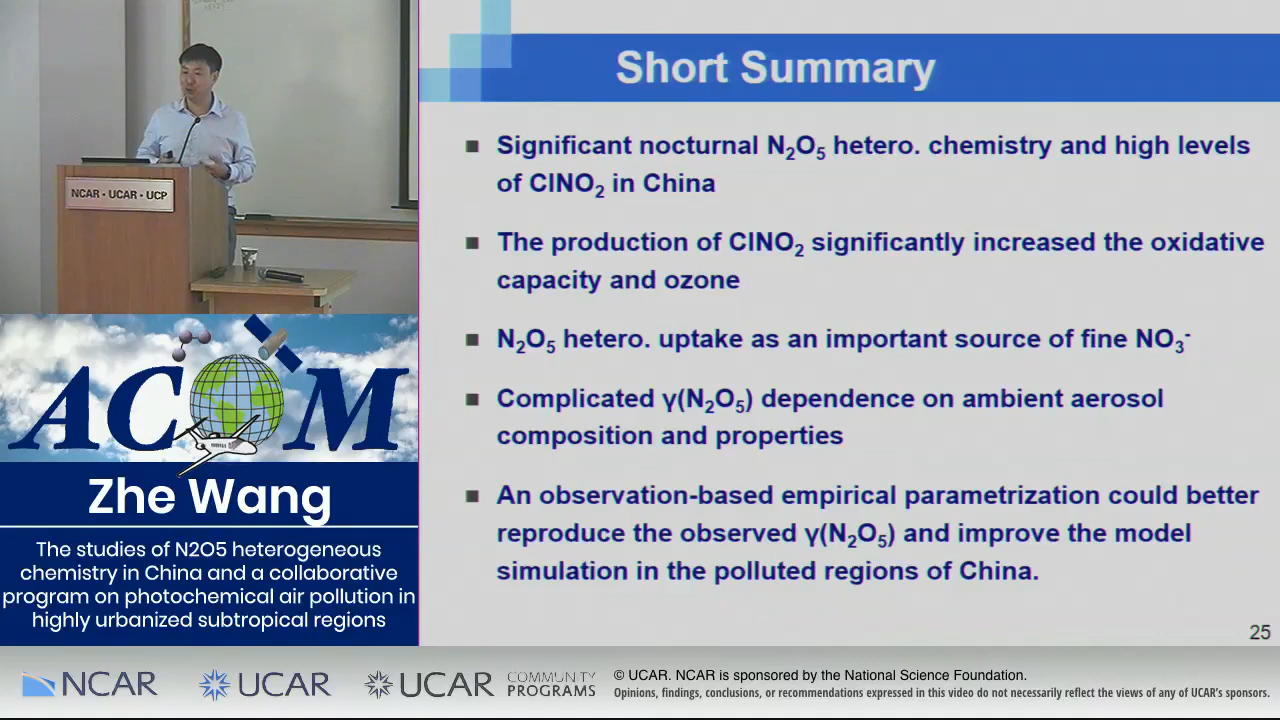 NCAR • UCAR • UCP
ACOM
Zhe Wang
The studies of N2O5 heterogeneous
chemistry in China and a collaborative
program on photochemical air pollution in
highly urbanized subtropical regions
Short Summary
■ Significant nocturnal N₂O₅ hetero. chemistry and high levels
of ClNO₂ in China
■ The production of ClNO₂ significantly increased the oxidative
capacity and ozone
■ N₂O₅ hetero. uptake as an important source of fine NO₃⁻
■ Complicated γ(N₂O₅) dependence on ambient aerosol
composition and properties
■ An observation-based empirical parametrization could better
reproduce the observed γ(N₂O₅) and improve the model
simulation in the polluted regions of China.
25
NCAR
UCAR
UCAR
COMMUNITY
PROGRAMS
© UCAR. NCAR is sponsored by the National Science Foundation.
Opinions, findings, conclusions, or recommendations expressed in this video do not necessarily reflect the views of any of UCAR's sponsors.